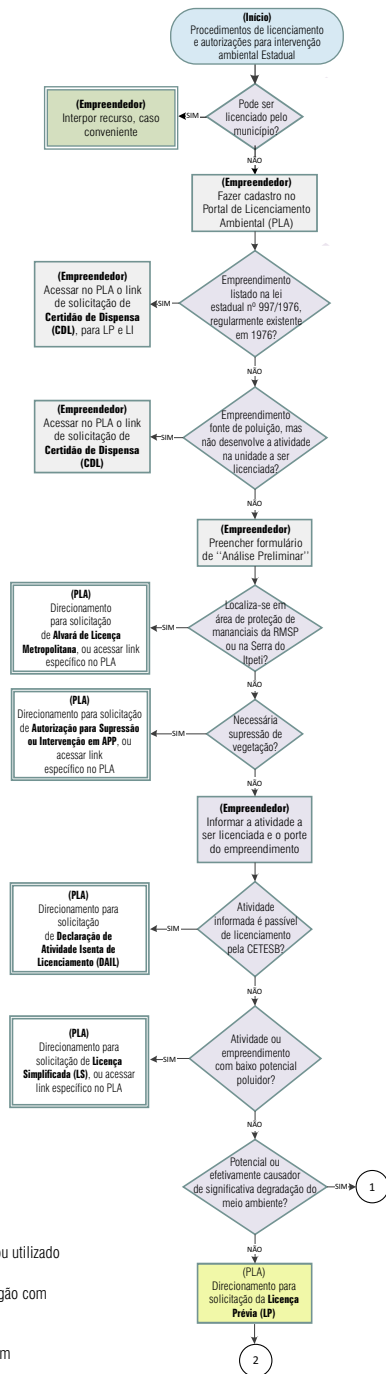 (Início)
Procedimentos de licenciamento
e autorizações para intervenção
ambiental Estadual
Pode ser
licenciado pelo
município?
SIM
(Empreendedor)
Interpor recurso, caso
conveniente
NÃO
(Empreendedor)
Fazer cadastro no
Portal de Licenciamento
Ambiental (PLA)
Empreendimento
listado na lei
estadual nº 997/1976,
regularmente existente
em 1976?
SIM
(Empreendedor)
Acessar no PLA o link
de solicitação de
Certidão de Dispensa
(CDL), para LP e LI
NÃO
Empreendimento
fonte de poluição, mas
não desenvolve a atividade
na unidade a ser
licenciada?
SIM
(Empreendedor)
Acessar no PLA o link
de solicitação de
Certidão de Dispensa
(CDL)
NÃO
(Empreendedor)
Preencher formulário
de "Análise Preliminar"
Localiza-se em
área de proteção de
mananciais da RMSP
ou na Serra do
Itpeti?
SIM
(PLA)
Direcionamento
para solicitação
de Alvará de Licença
Metropolitana, ou acessar link
específico no PLA
NÃO
Necessária
supressão de
vegetação?
SIM
(PLA)
Direcionamento para solicitação
de Autorização para Supressão
ou Intervenção em APP, ou
acessar link
específico no PLA
NÃO
(Empreendedor)
Informar a atividade a
ser licenciada e o porte
do empreendimento
Atividade
informada é passível
de licenciamento
pela CETESB?
SIM
(PLA)
Direcionamento para
solicitação
de Declaração de
Atividade Isenta de
Licenciamento (DAIL)
NÃO
Atividade ou
empreendimento
com baixo potencial
poluidor?
SIM
(PLA)
Direcionamento para
solicitação de Licença
Simplificada (LS), ou acessar
link específico no PLA
NÃO
Potencial ou
efetivamente causador
de significativa degradação do
meio ambiente?
SIM
1
NÃO
(PLA)
Direcionamento para
solicitação da Licença
Prévia (LP)
2
u utilizado
gão com
m